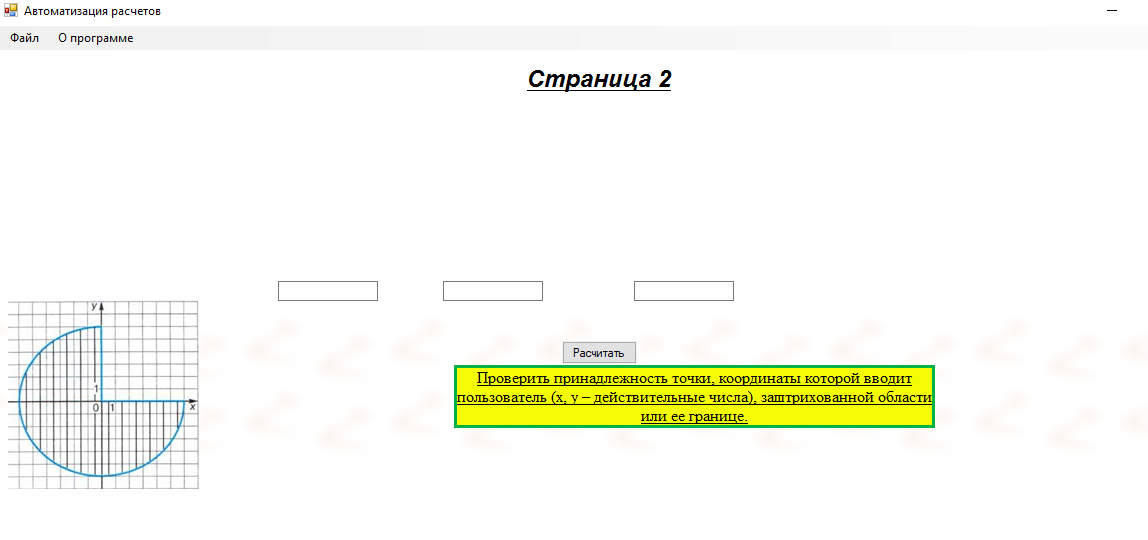 Автоматизация расчетов
Файл О программе
Страница 2
y
1
0 1 x
Расчитать
Проверить принадлежность точки, координаты которой вводит
пользователь (x, y – действительные числа), заштрихованной области
или ее границе.